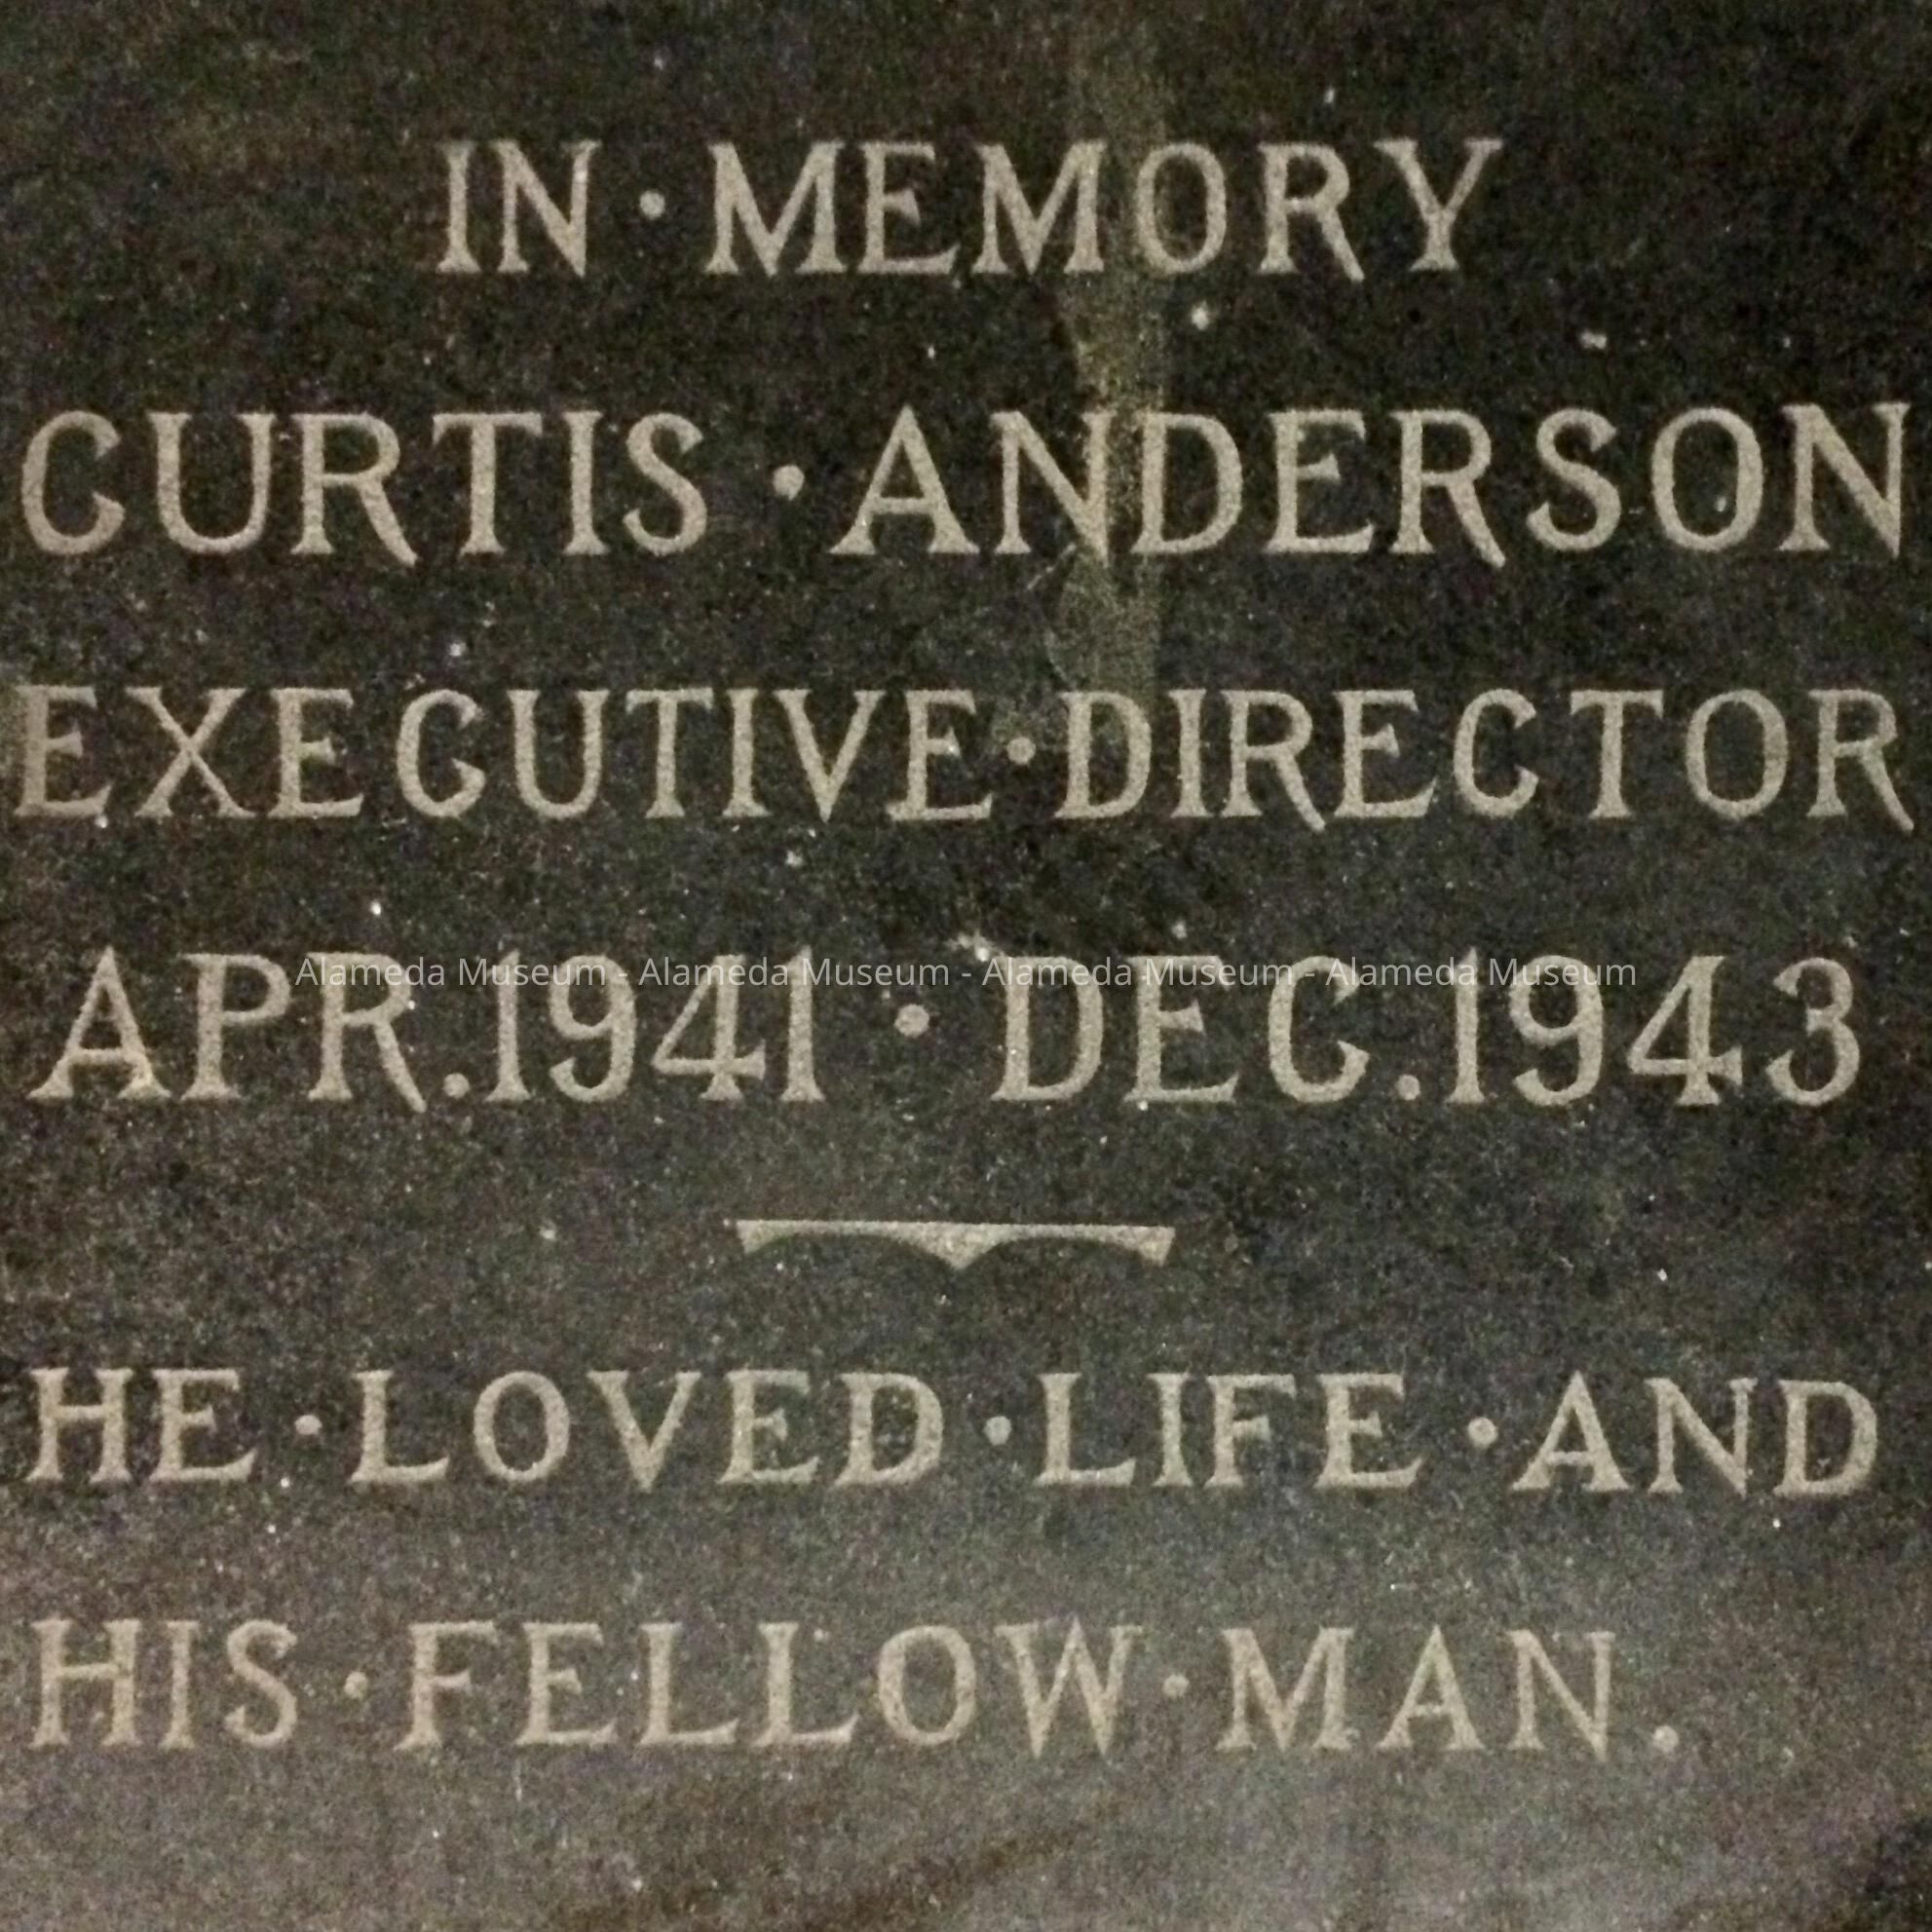 IN · MEMORY
CURTIS · ANDERSON
EXECUTIVE · DIRECTOR
APR. 1941 · DEC. 1943
Alameda Museum - Alameda Museum - Alameda Museum - Alameda Museum
HE · LOVED · LIFE · AND
HIS · FELLOW · MAN.